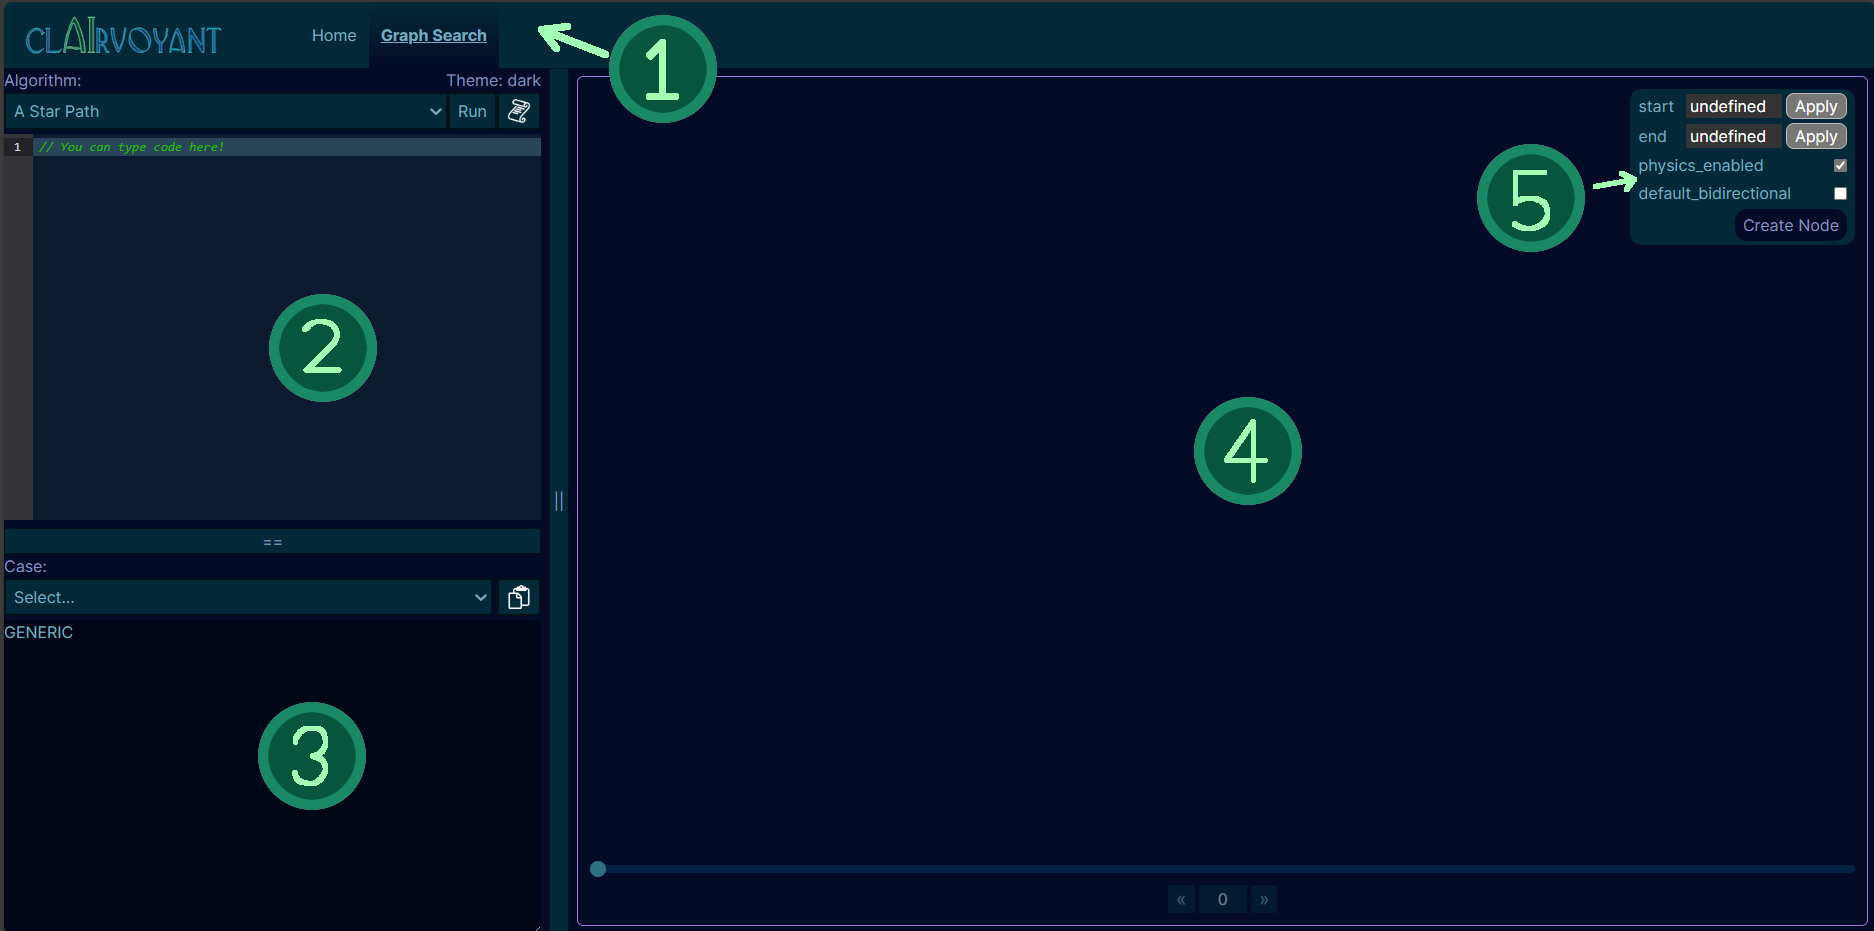 CLAIRVOYANT
Home
Graph Search
1
Algorithm:
Theme: dark
A Star Path
Run
1
// You can type code here!
2
==
Case:
Select...
GENERIC
3
||
start undefined Apply
end undefined Apply
physics_enabled
default_bidirectional
Create Node
5
4
« 0 »